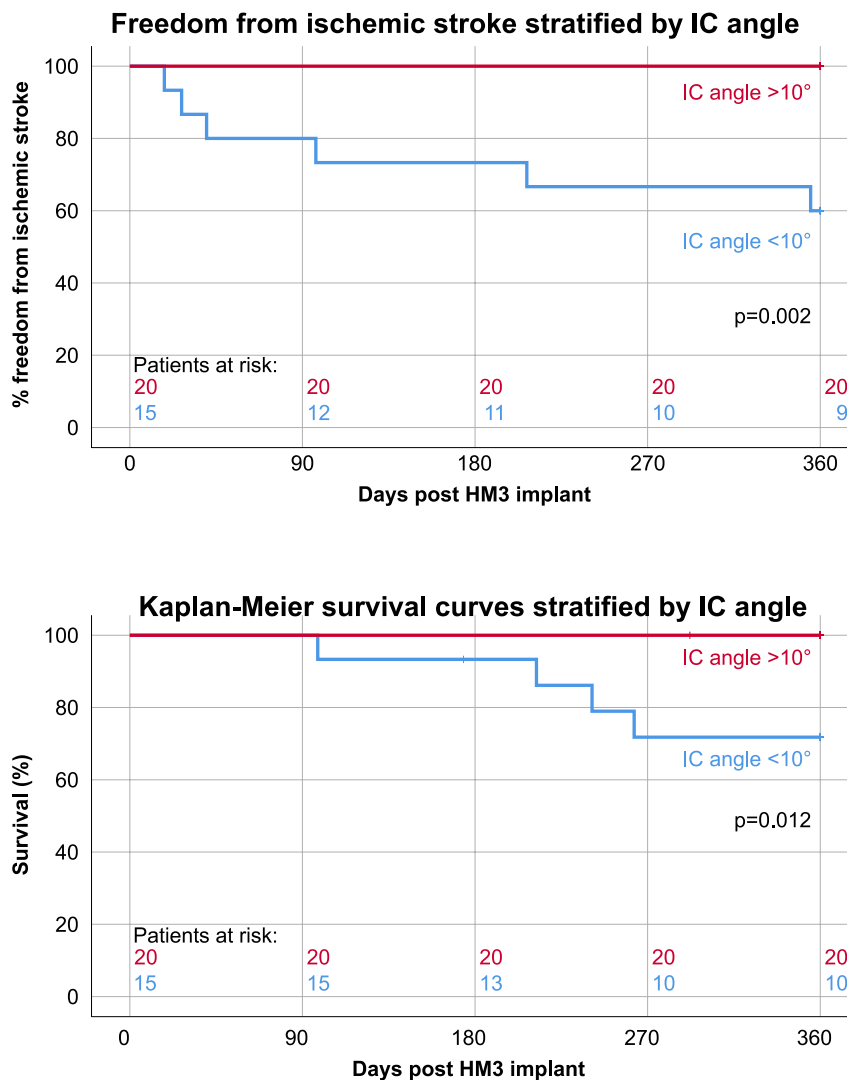 Freedom from ischemic stroke stratified by IC angle
% freedom from ischemic stroke
100
80
60
40
20
0
IC angle >10°
IC angle <10°
p=0.002
Patients at risk:
20 20 20 20 20
15 12 11 10 9
0 90 180 270 360
Days post HM3 implant
Kaplan-Meier survival curves stratified by IC angle
Survival (%)
100
80
60
40
20
0
IC angle >10°
IC angle <10°
p=0.012
Patients at risk:
20 20 20 20 20
15 15 13 10 10
0 90 180 270 360
Days post HM3 implant